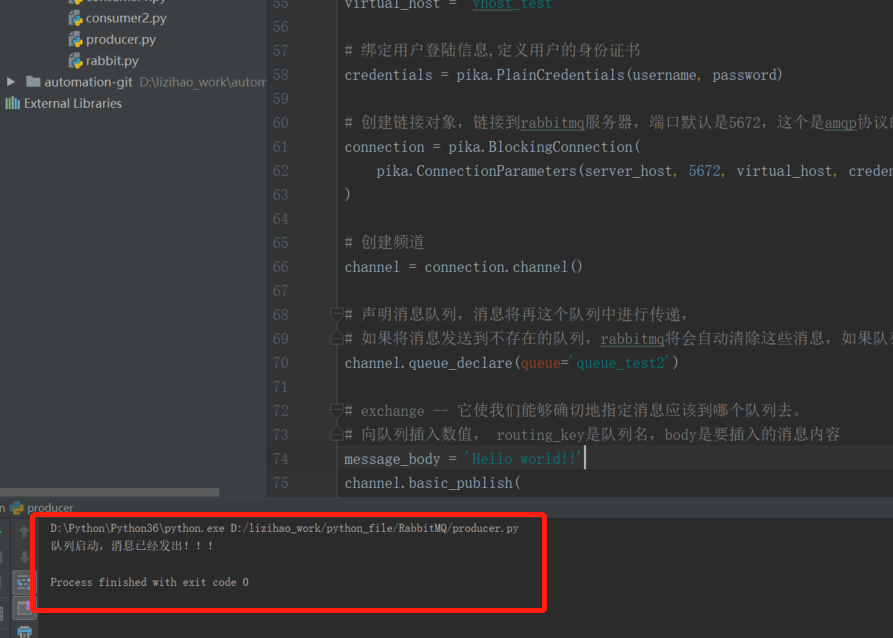 consumer2.py
producer.py
rabbit.py
automation-git D:\lizihao_work\autom
External Libraries
55 virtual_host = 'vhost_test
56
57 # 绑定用户登陆信息,定义用户的身份证书
58 credentials = pika.PlainCredentials(username, password)
59
60 # 创建链接对象，链接到rabbitmq服务器，端口默认是5672，这个是amqp协议的
61 connection = pika.BlockingConnection(
62 pika.ConnectionParameters(server_host, 5672, virtual_host, creden
63 )
64
65 # 创建频道
66 channel = connection.channel()
67
68 # 声明消息队列，消息将再这个队列中进行传递，
69 # 如果将消息发送到不存在的队列，rabbitmq将会自动清除这些消息，如果队列
70 channel.queue_declare(queue='queue_test2')
71
72 # exchange -- 它使我们能够确切地指定消息应该到哪个队列去。
73 # 向队列插入数值， routing_key是队列名，body是要插入的消息内容
74 message_body = 'Hello world!!'
75 channel.basic_publish(
n producer
D:\Python\Python36\python.exe D:/lizihao_work/python_file/RabbitMQ/producer.py
队列启动，消息已经发出！！！
Process finished with exit code 0